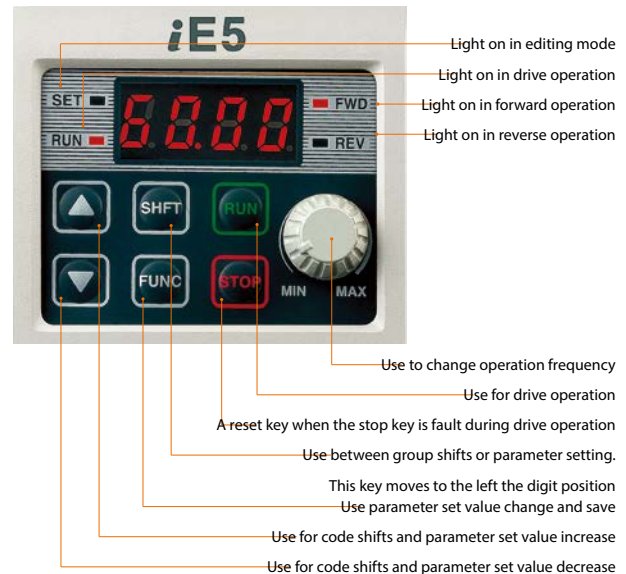 iE5
Light on in editing mode
Light on in drive operation
SET
FWD
Light on in forward operation
60.00
RUN
REV
Light on in reverse operation
SHFT
RUN
FUNC
STOP
MIN
MAX
Use to change operation frequency
Use for drive operation
A reset key when the stop key is fault during drive operation
Use between group shifts or parameter setting.
This key moves to the left the digit position
Use parameter set value change and save
Use for code shifts and parameter set value increase
Use for code shifts and parameter set value decrease